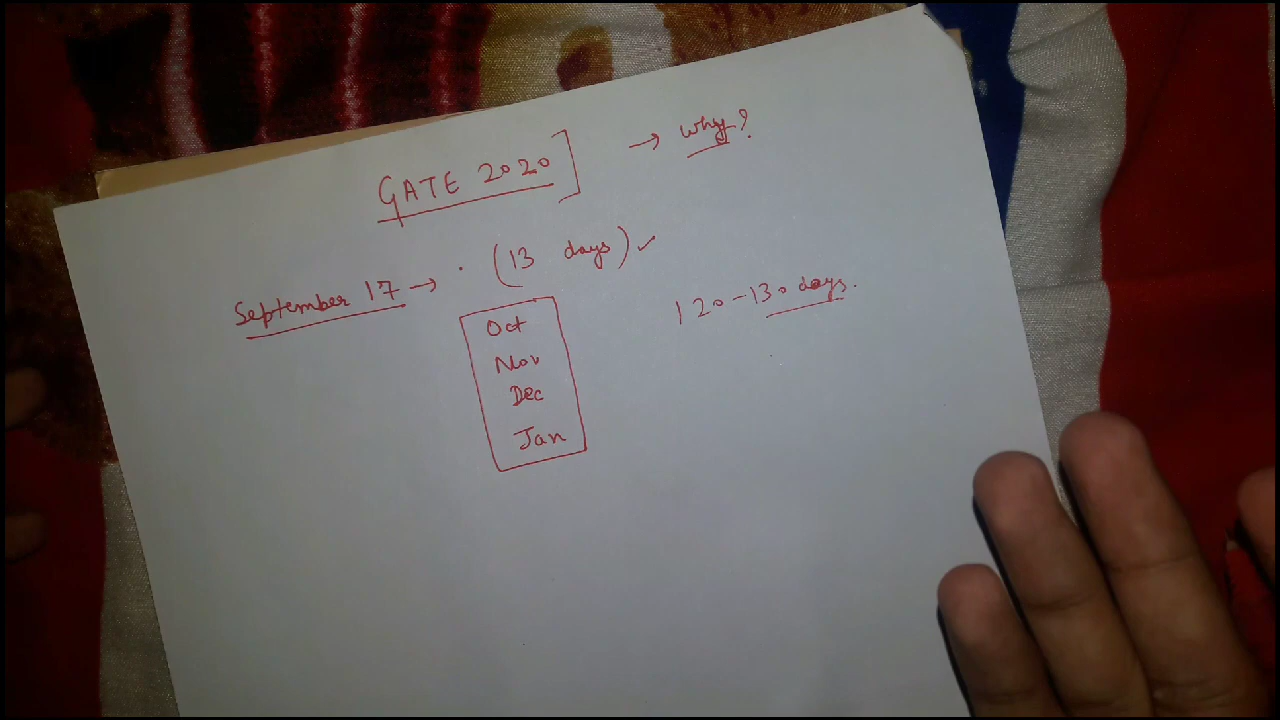 GATE 2020] → Why?
September 17 → . (13 days) ✓
120-130 days.
Oct
Nov
Dec
Jan